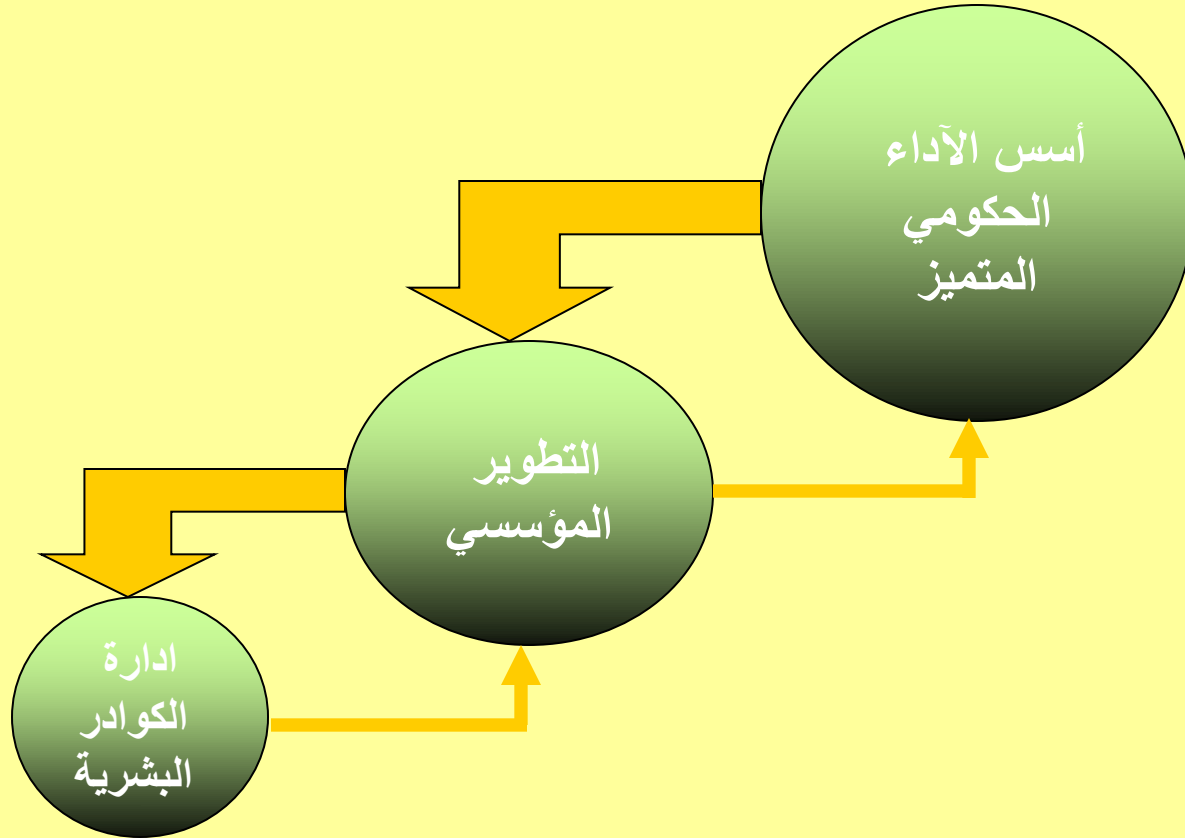 أسس الآداء
الحكومي
المتميز
التطوير
المؤسسي
ادارة
الكوادر
البشرية